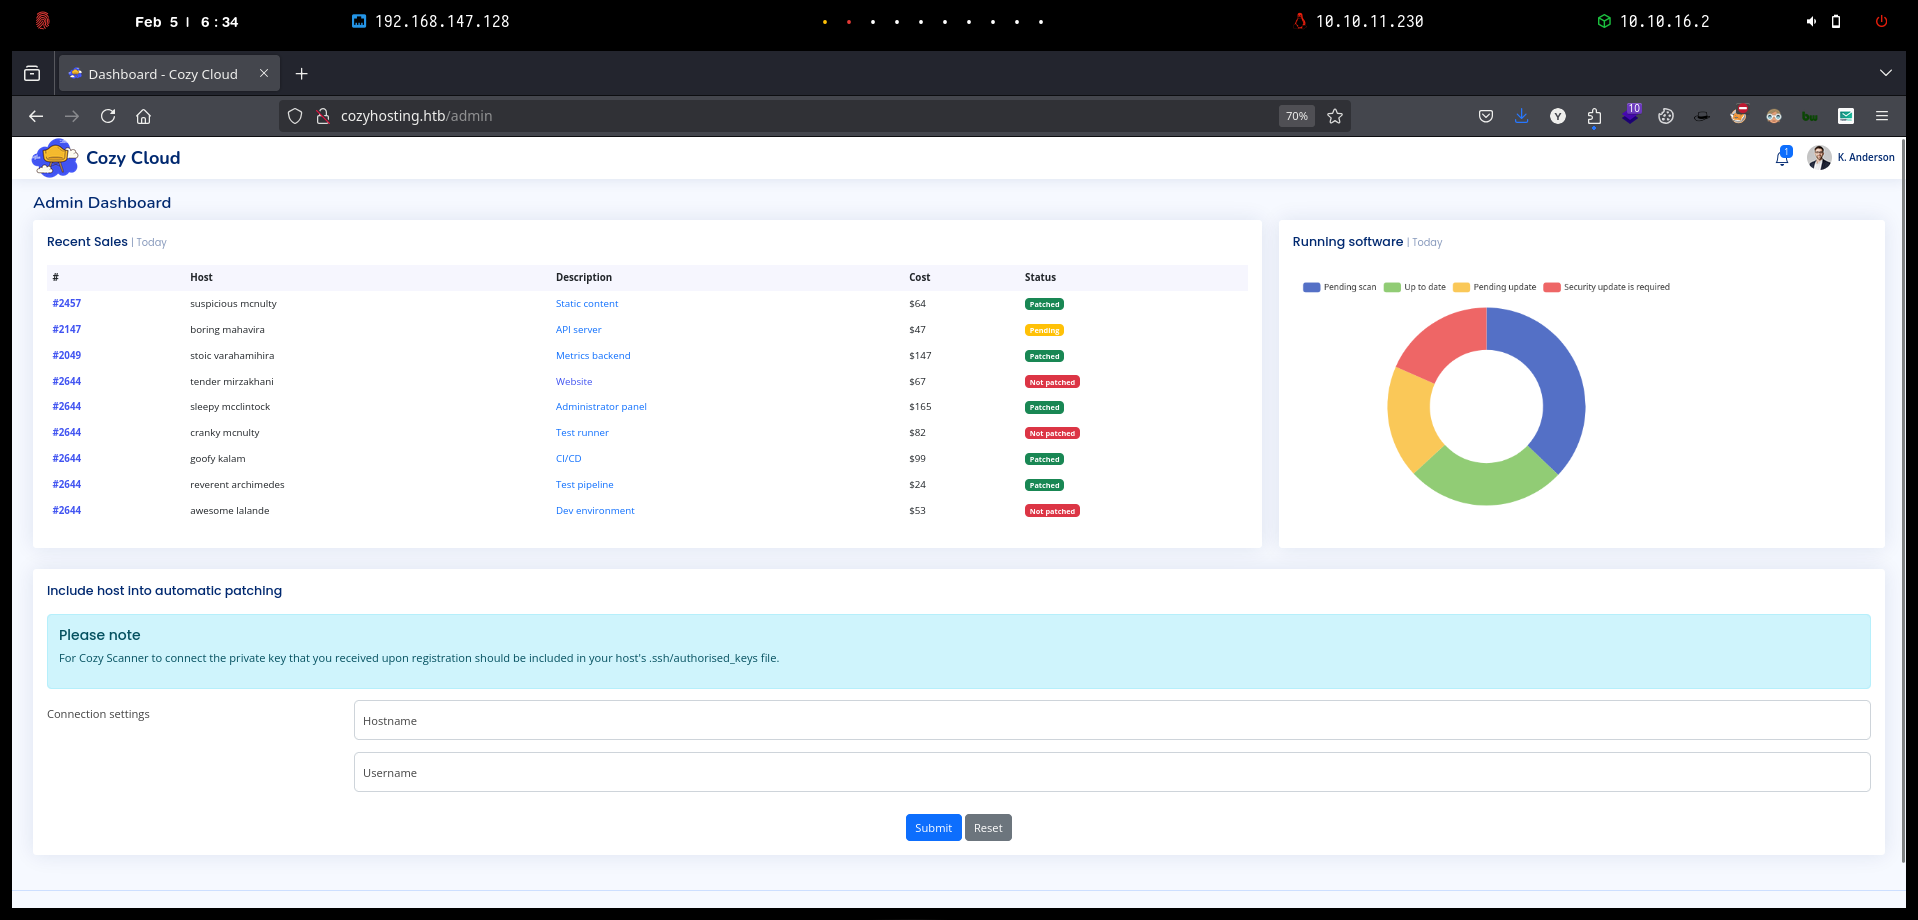 Feb 5 | 6:34 192.168.147.128 10.10.11.230 10.10.16.2
Dashboard - Cozy Cloud
cozyhosting.htb/admin 70% 10
Cozy Cloud 1 K. Anderson
Admin Dashboard
Recent Sales | Today
# Host Description Cost Status
#2457 suspicious mcnulty Static content $64 Patched
#2147 boring mahavira API server $47 Pending
#2049 stoic varahamihira Metrics backend $147 Patched
#2644 tender mirzakhani Website $67 Not patched
#2644 sleepy mcclintock Administrator panel $165 Patched
#2644 cranky mcnulty Test runner $82 Not patched
#2644 goofy kalam CI/CD $99 Patched
#2644 reverent archimedes Test pipeline $24 Patched
#2644 awesome lalande Dev environment $53 Not patched
Running software | Today
Pending scan Up to date Pending update Security update is required
Include host into automatic patching
Please note
For Cozy Scanner to connect the private key that you received upon registration should be included in your host's .ssh/authorised_keys file.
Connection settings
Hostname
Username
Submit Reset